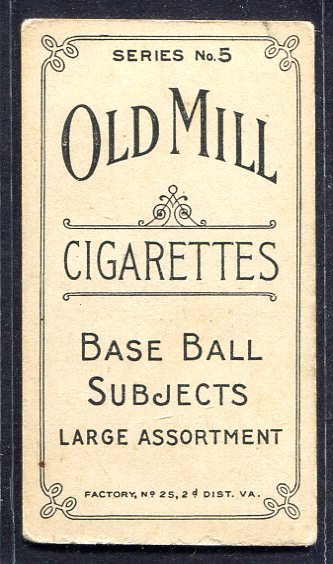 SERIES No. 5
OLD MILL
CIGARETTES
BASE BALL
SUBJECTS
LARGE ASSORTMENT
FACTORY, No 25, 2d DIST. VA.